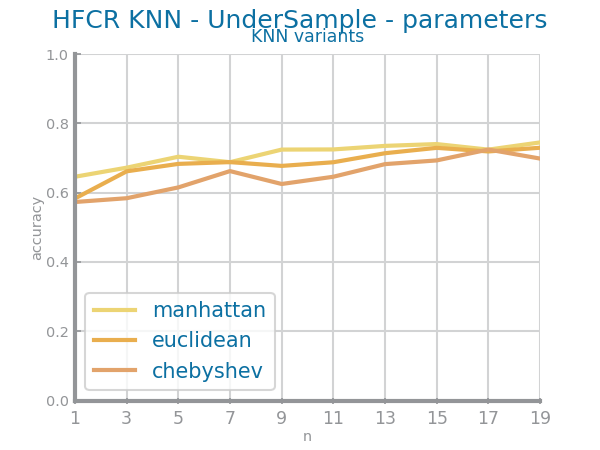 HFCR KNN - UnderSample - parameters
KNN variants
1.0
0.8
0.6
0.4
0.2
0.0
accuracy
manhattan
euclidean
chebyshev
1 3 5 7 9 11 13 15 17 19
n